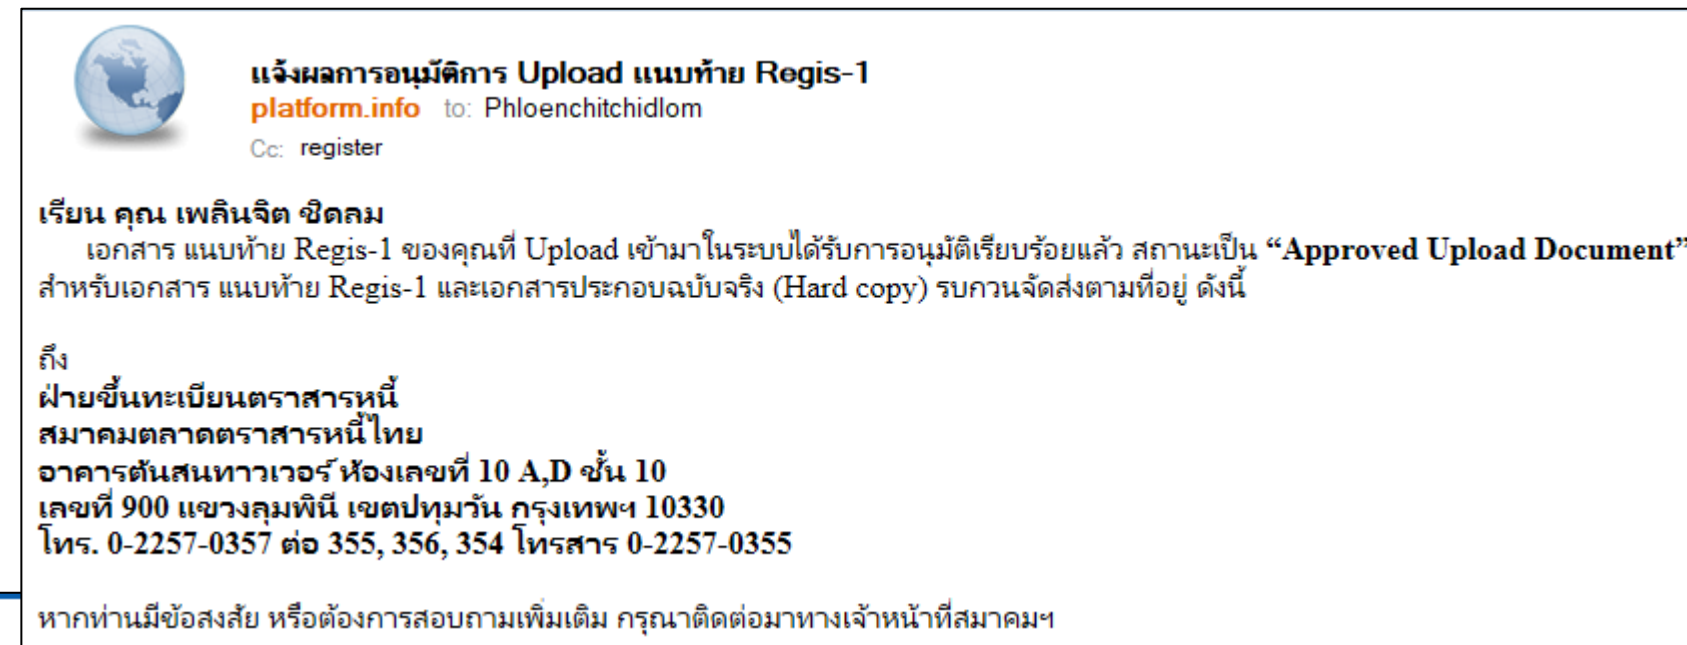 แจ้งผลการอนุมัติการ Upload แนบท้าย Regis-1
platform.info to: Phloenchitchidlom
Cc: register
เรียน คุณ เพลินจิต ชิดลม
เอกสาร แนบท้าย Regis-1 ของคุณที่ Upload เข้ามาในระบบได้รับการอนุมัติเรียบร้อยแล้ว สถานะเป็น “Approved Upload Document”
สำหรับเอกสาร แนบท้าย Regis-1 และเอกสารประกอบฉบับจริง (Hard copy) รบกวนจัดส่งตามที่อยู่ ดังนี้
ถึง
ฝ่ายขึ้นทะเบียนตราสารหนี้
สมาคมตลาดตราสารหนี้ไทย
อาคารต้นสนทาวเวอร์ ห้องเลขที่ 10 A,D ชั้น 10
เลขที่ 900 แขวงลุมพินี เขตปทุมวัน กรุงเทพฯ 10330
โทร. 0-2257-0357 ต่อ 355, 356, 354 โทรสาร 0-2257-0355
หากท่านมีข้อสงสัย หรือต้องการสอบถามเพิ่มเติม กรุณาติดต่อมาทางเจ้าหน้าที่สมาคมฯ